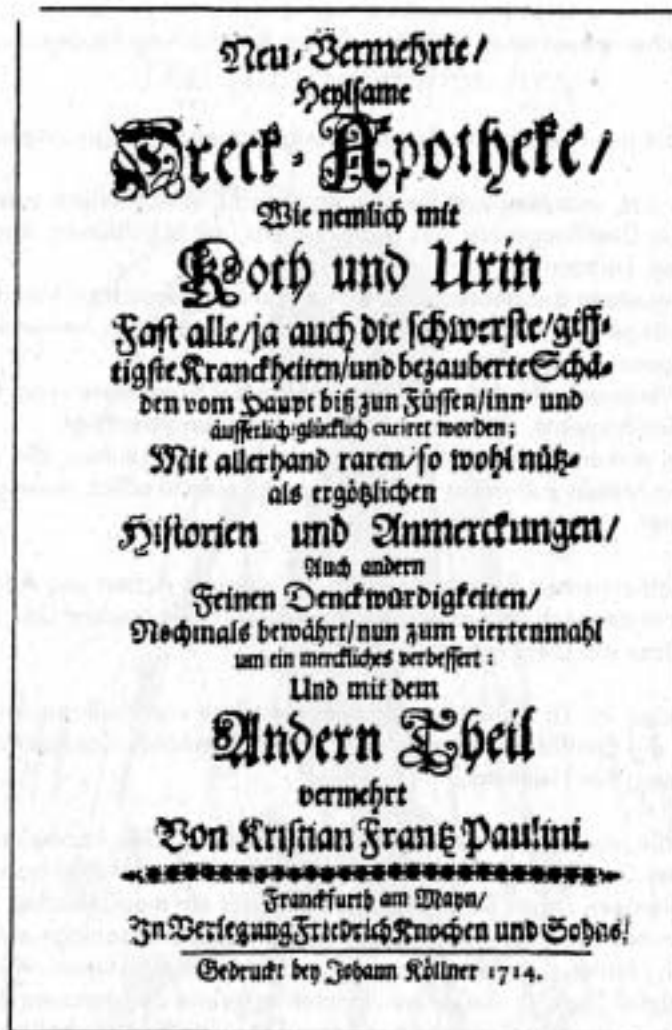 Neu-Vermehrte/
Heylsame
Dreck-Apotheke/
Wie nemlich mit
Koth und Urin
Fast alle/ja auch die schwerste/giff-
tigste Kranckheiten/und bezauberte Schä-
den vom Haupt biß zun Füssen/inn- und
äusserlich-glücklich curiret worden;
Mit allerhand raren/so wohl nütz-
als ergötzlichen
Historien und Anmerckungen/
Auch andern
Feinen Denckwürdigkeiten/
Nochmals bewährt/nun zum viertenmahl
um ein merckliches verbessert:
Und mit dem
Andern Theil
vermehrt
Von Kristian Frantz Paulini.
Franckfurth am Mayn/
In Verlegung Friedrich Knochen und Sohns/
Gedruckt bey Johann Köllner 1714.